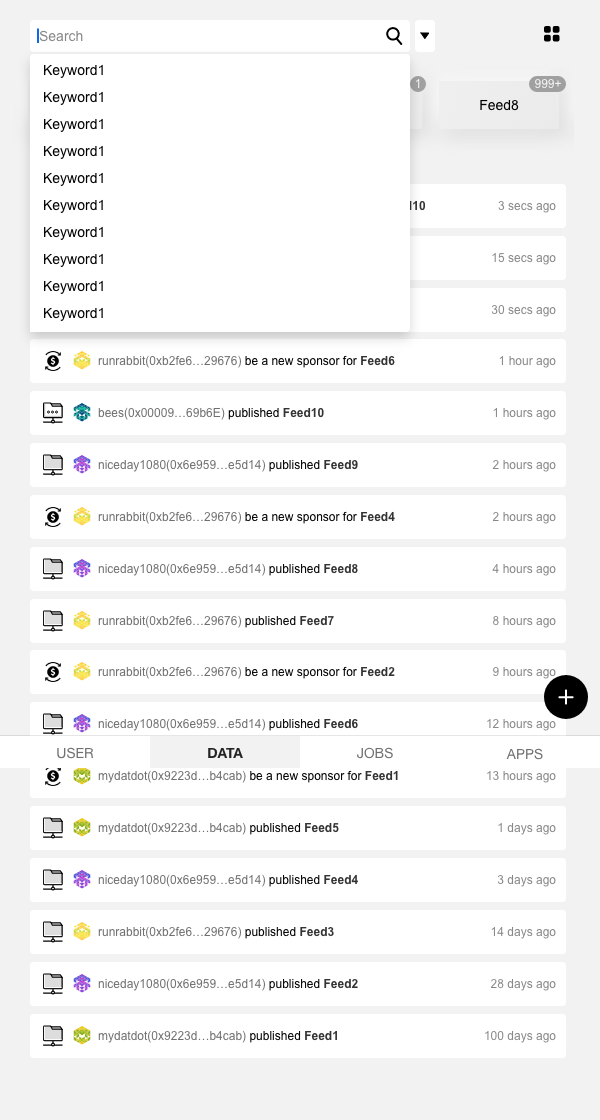 Search
Keyword1
1
999+
Feed8
Keyword1
Keyword1
Keyword1
Keyword1
Keyword1
Keyword1
Keyword1
Keyword1
Keyword1
3 secs ago
15 secs ago
30 secs ago
runrabbit(0xb2fe6...29676) be a new sponsor for Feed6 1 hour ago
bees(0x00009...69b6E) published Feed10 1 hours ago
niceday1080(0x6e959...e5d14) published Feed9 2 hours ago
runrabbit(0xb2fe6...29676) be a new sponsor for Feed4 2 hours ago
niceday1080(0x6e959...e5d14) published Feed8 4 hours ago
runrabbit(0xb2fe6...29676) published Feed7 8 hours ago
runrabbit(0xb2fe6...29676) be a new sponsor for Feed2 9 hours ago
niceday1080(0x6e959...e5d14) published Feed6 12 hours ago
USER DATA JOBS APPS
mydatdot(0x9223d...b4cab) be a new sponsor for Feed1 13 hours ago
mydatdot(0x9223d...b4cab) published Feed5 1 days ago
niceday1080(0x6e959...e5d14) published Feed4 3 days ago
runrabbit(0xb2fe6...29676) published Feed3 14 days ago
niceday1080(0x6e959...e5d14) published Feed2 28 days ago
mydatdot(0x9223d...b4cab) published Feed1 100 days ago